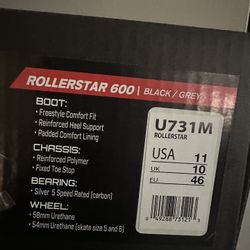 ROLLERSTAR 600 | BLACK / GREY
BOOT:
• Freestyle Comfort Fit
• Reinforced Heel Support
• Padded Comfort Lining
CHASSIS:
• Reinforced Polymer
• Fixed Toe Stop
BEARING:
• Silver 5 Speed Rated (carbon)
WHEEL:
• 58mm Urethane
• 54mm Urethane (skate size 5 and 6)
U731M
ROLLERSTAR
USA 11
UK 10
EU 46